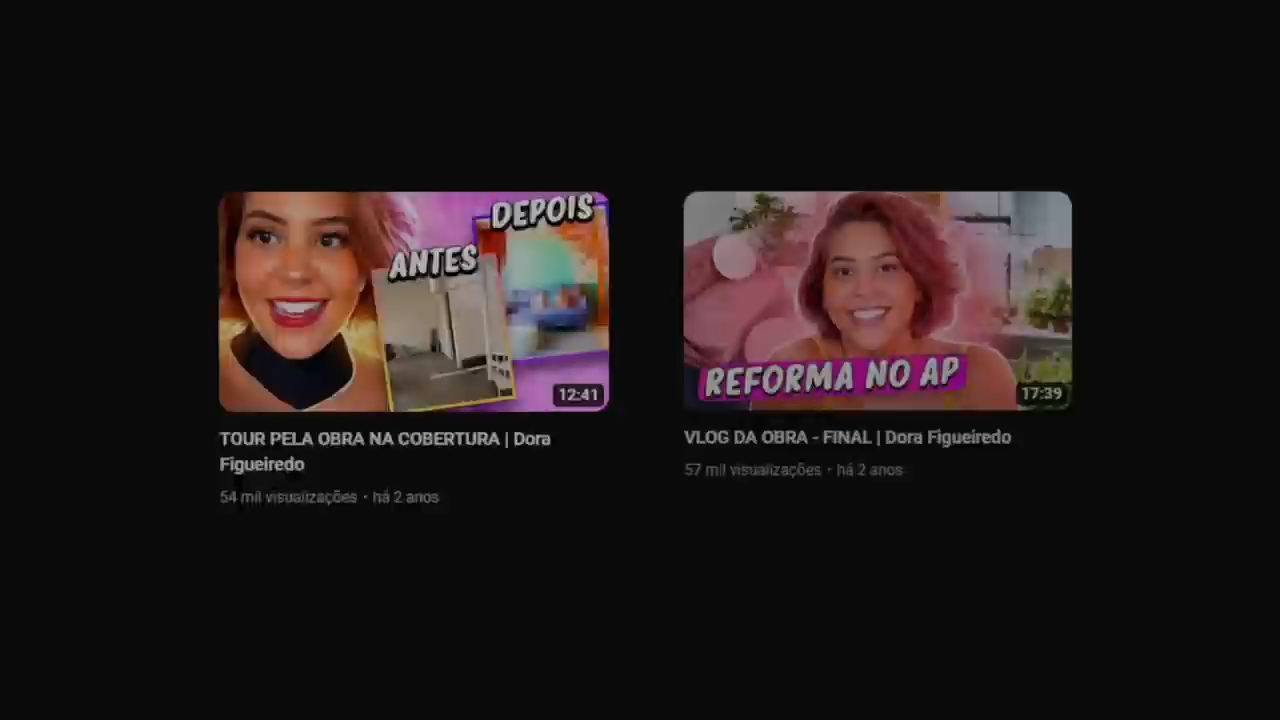 DEPOIS
ANTES
12:41
TOUR PELA OBRA NA COBERTURA | Dora
Figueiredo
54 mil visualizações • há 2 anos
REFORMA NO AP
17:39
VLOG DA OBRA - FINAL | Dora Figueiredo
57 mil visualizações • há 2 anos